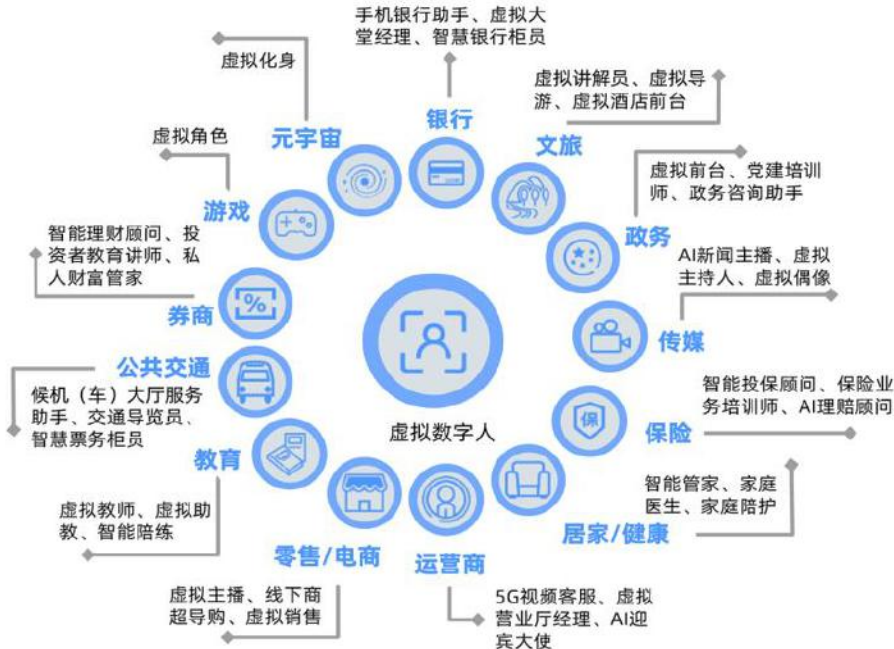 手机银行助手、虚拟大
堂经理、智慧银行柜员
银行
虚拟讲解员、虚拟导
游、虚拟酒店前台
文旅
虚拟前台、党建培训
师、政务咨询助手
政务
AI新闻主播、虚拟
主持人、虚拟偶像
传媒
智能投保顾问、保险业
务培训师、AI理赔顾问
保
保险
智能管家、家庭
医生、家庭陪护
居家/健康
5G视频客服、虚拟
营业厅经理、AI迎
宾大使
运营商
虚拟主播、线下商
超导购、虚拟销售
零售/电商
虚拟教师、虚拟助
教、智能陪练
教育
候机（车）大厅服务
助手、交通导览员、
智慧票务柜员
公共交通
智能理财顾问、投
资者教育讲师、私
人财富管家
%
券商
虚拟角色
游戏
虚拟化身
元宇宙
虚拟数字人